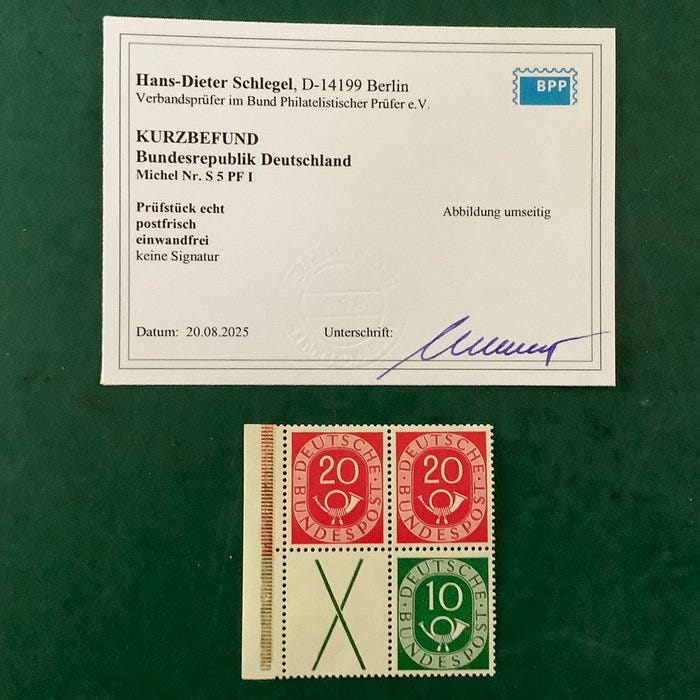 Hans-Dieter Schlegel, D-14199 Berlin
Verbandsprüfer im Bund Philatelistischer Prüfer e.V.
BPP
KURZBEFUND
Bundesrepublik Deutschland
Michel Nr. S 5 PF I
Prüfstück echt
postfrisch
einwandfrei
keine Signatur
Abbildung umseitig
Datum: 20.08.2025
Unterschrift:
DEUTSCHE
20
BUNDESPOST
DEUTSCHE
20
BUNDESPOST
X
DEUTSCHE
10
BUNDESPOST